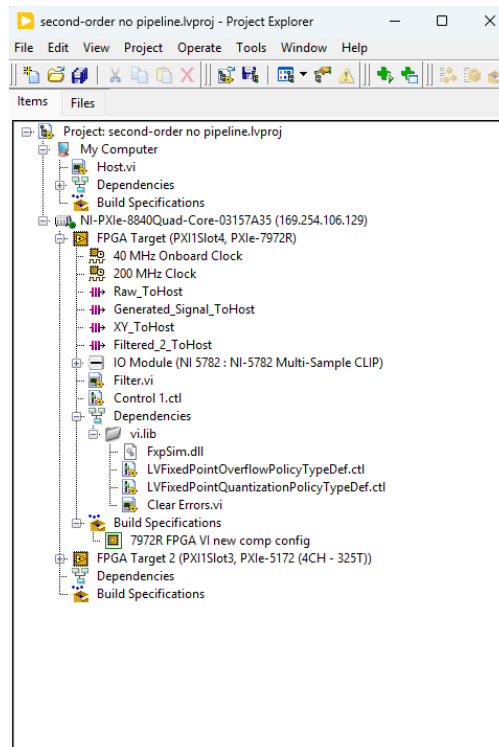 second-order no pipeline.lvproj - Project Explorer
File Edit View Project Operate Tools Window Help
Items Files
Project: second-order no pipeline.lvproj
My Computer
Host.vi
Dependencies
Build Specifications
NI-PXIe-8840Quad-Core-03157A35 (169.254.106.129)
FPGA Target (PXI1Slot4, PXIe-7972R)
40 MHz Onboard Clock
200 MHz Clock
Raw_ToHost
Generated_Signal_ToHost
XY_ToHost
Filtered_2_ToHost
IO Module (NI 5782 : NI-5782 Multi-Sample CLIP)
Filter.vi
Control 1.ctl
Dependencies
vi.lib
FxpSim.dll
LVFixedPointOverflowPolicyTypeDef.ctl
LVFixedPointQuantizationPolicyTypeDef.ctl
Clear Errors.vi
Build Specifications
7972R FPGA VI new comp config
FPGA Target 2 (PXI1Slot3, PXIe-5172 (4CH - 325T))
Dependencies
Build Specifications